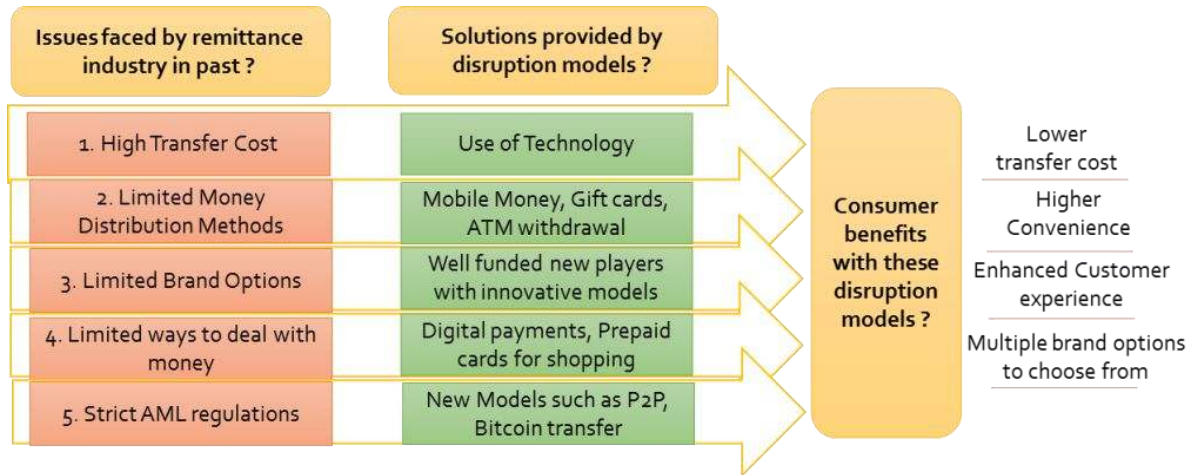 Issues faced by remittance
industry in past ?
Solutions provided by
disruption models ?
1. High Transfer Cost
Use of Technology
2. Limited Money
Distribution Methods
Mobile Money, Gift cards,
ATM withdrawal
3. Limited Brand Options
Well funded new players
with innovative models
4. Limited ways to deal with
money
Digital payments, Prepaid
cards for shopping
5. Strict AML regulations
New Models such as P2P,
Bitcoin transfer
Consumer
benefits
with these
disruption
models ?
Lower
transfer cost
Higher
Convenience
Enhanced Customer
experience
Multiple brand options
to choose from